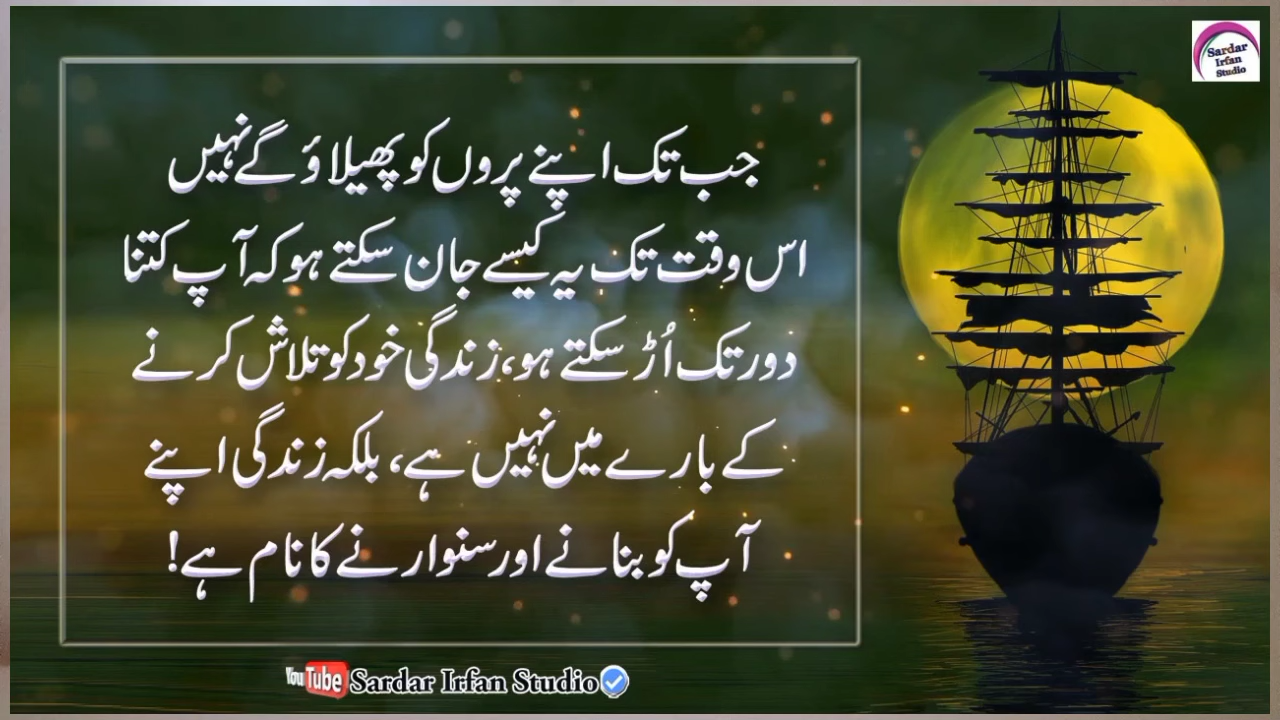 Sardar
Irfan
Studio
جب تک اپنے پروں کو پھیلاؤ گے نہیں
اس وقت تک یہ کیسے جان سکتے ہو کہ آپ کتنا
دور تک اُڑ سکتے ہو، زندگی خود کو تلاش کرنے
کے بارے میں نہیں ہے، بلکہ زندگی اپنے
آپ کو بنانے اور سنوارنے کا نام ہے!
YouTube Sardar Irfan Studio